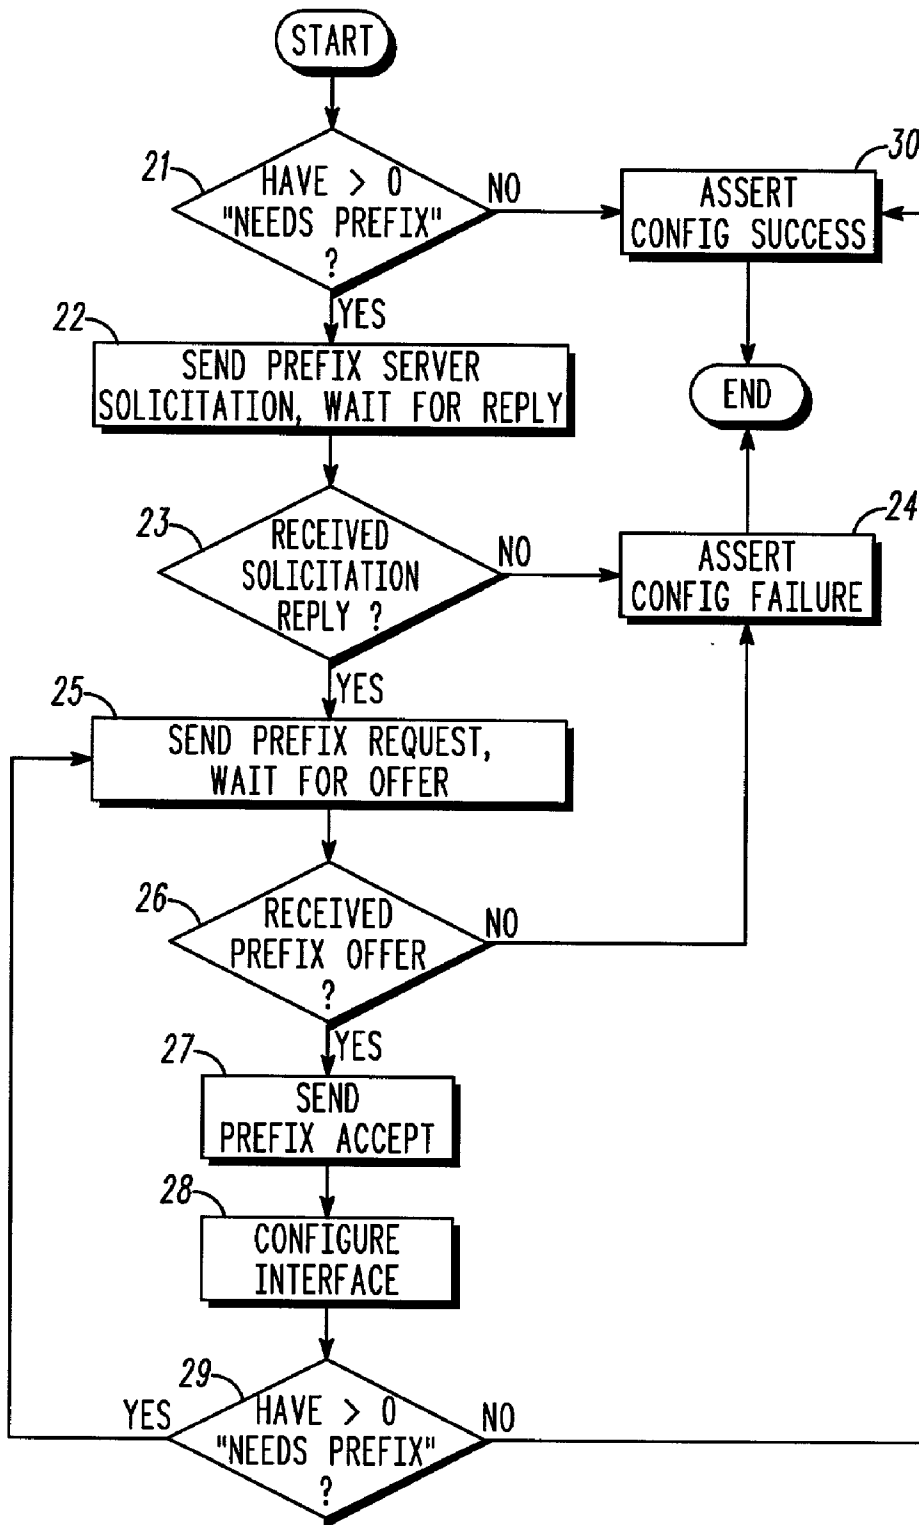 START
21
HAVE > 0
"NEEDS PREFIX"
?
NO
30
ASSERT
CONFIG SUCCESS
YES
22
SEND PREFIX SERVER
SOLICITATION, WAIT FOR REPLY
END
23
RECEIVED
SOLICITATION
REPLY ?
NO
24
ASSERT
CONFIG FAILURE
YES
25
SEND PREFIX REQUEST,
WAIT FOR OFFER
26
RECEIVED
PREFIX OFFER
?
NO
YES
27
SEND
PREFIX ACCEPT
28
CONFIGURE
INTERFACE
29
HAVE > 0
"NEEDS PREFIX"
?
YES
NO